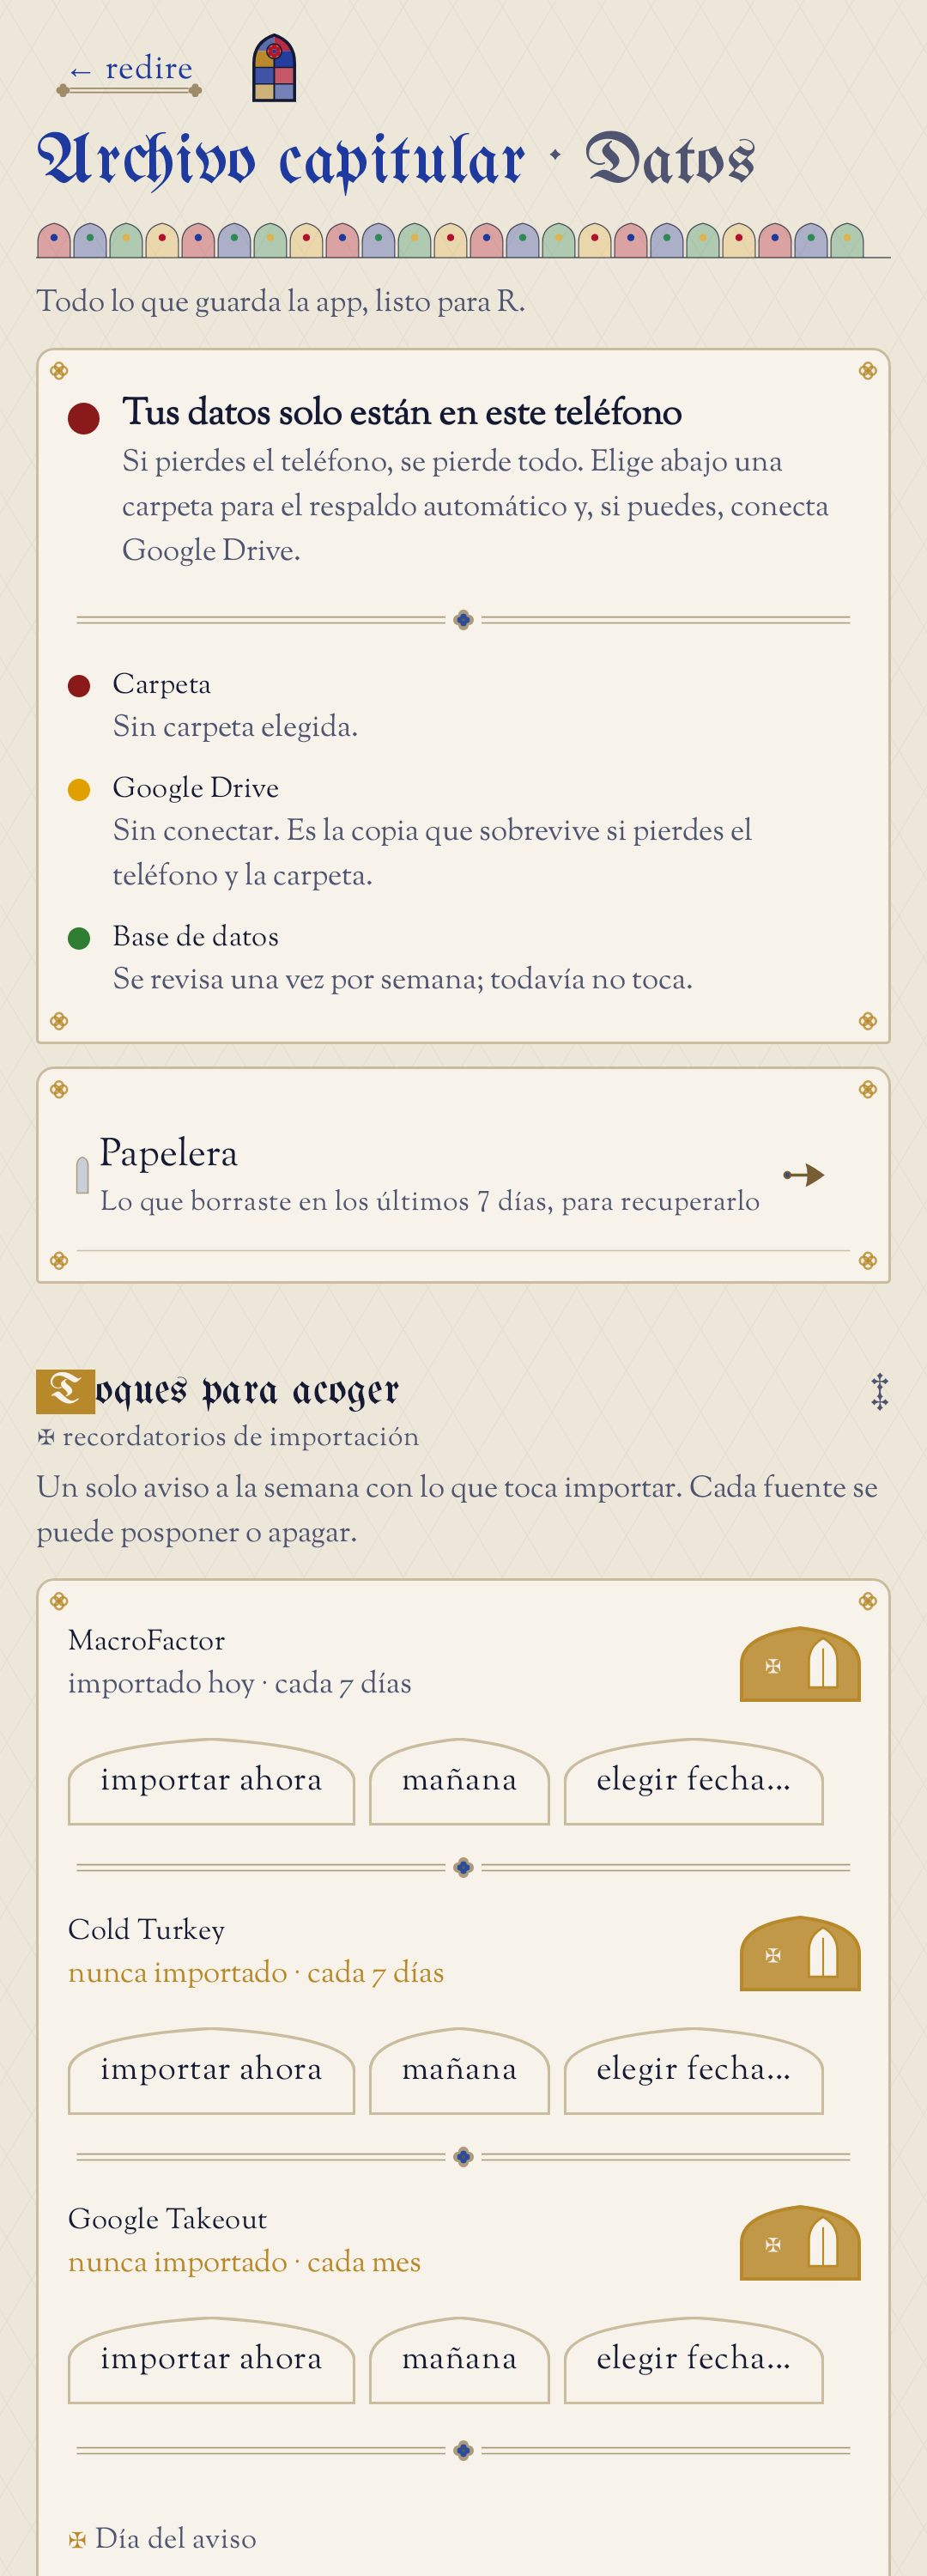 ← redire
Archivo capitular · Datos
Todo lo que guarda la app, listo para R.
Tus datos solo están en este teléfono
Si pierdes el teléfono, se pierde todo. Elige abajo una
carpeta para el respaldo automático y, si puedes, conecta
Google Drive.
Carpeta
Sin carpeta elegida.
Google Drive
Sin conectar. Es la copia que sobrevive si pierdes el
teléfono y la carpeta.
Base de datos
Se revisa una vez por semana; todavía no toca.
Papelera
Lo que borraste en los últimos 7 días, para recuperarlo
Toques para acoger
✠ recordatorios de importación
Un solo aviso a la semana con lo que toca importar. Cada fuente se
puede posponer o apagar.
MacroFactor
importado hoy · cada 7 días
importar ahora mañana elegir fecha...
Cold Turkey
nunca importado · cada 7 días
importar ahora mañana elegir fecha...
Google Takeout
nunca importado · cada mes
importar ahora mañana elegir fecha...
✠ Día del aviso